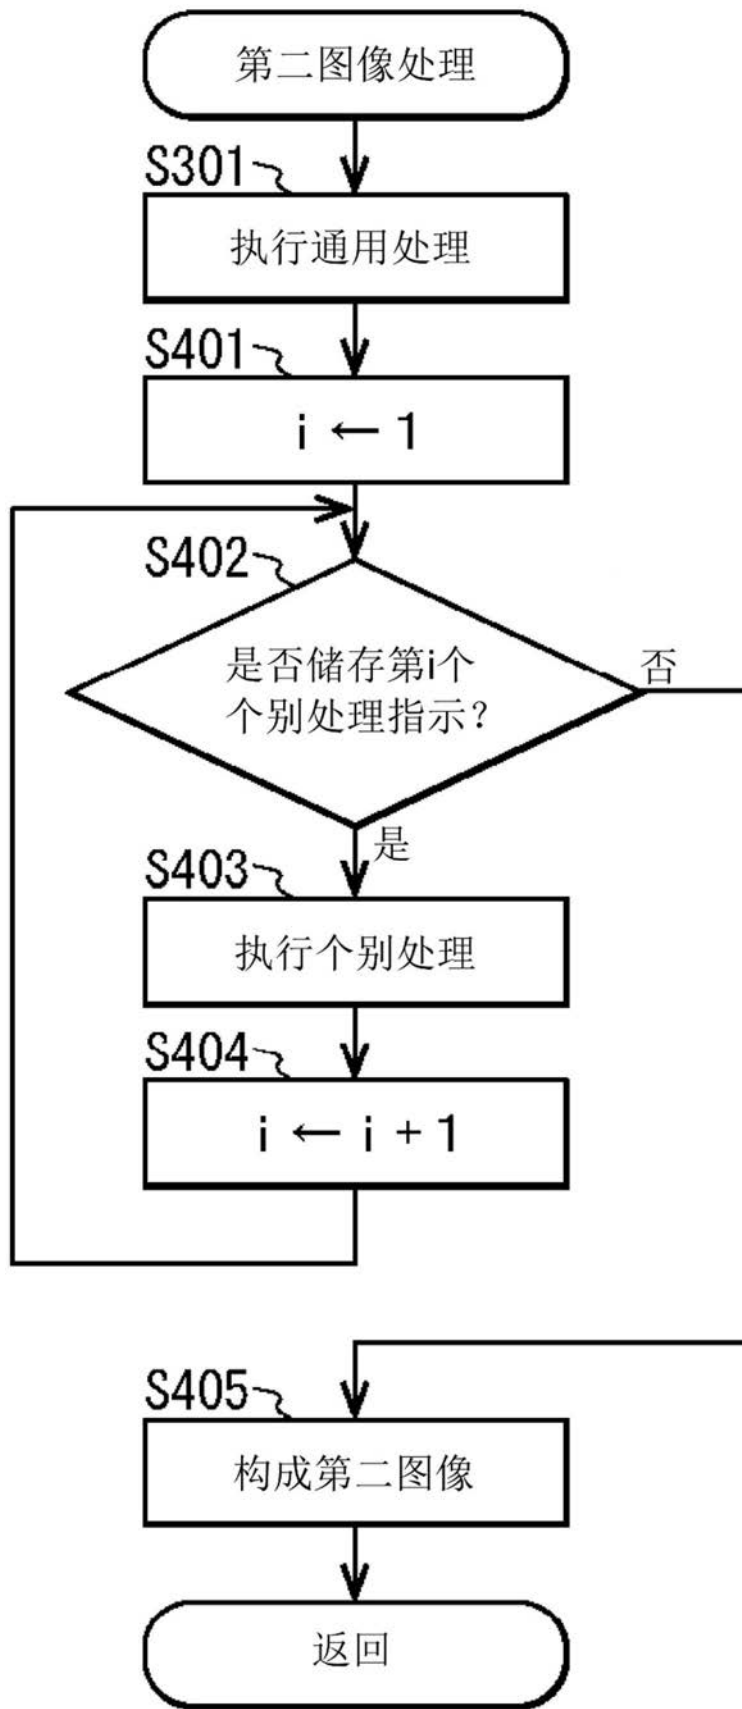 第二图像处理
S301
执行通用处理
S401
i ← 1
S402
是否储存第i个
个别处理指示?
否
是
S403
执行个别处理
S404
i ← i + 1
S405
构成第二图像
返回